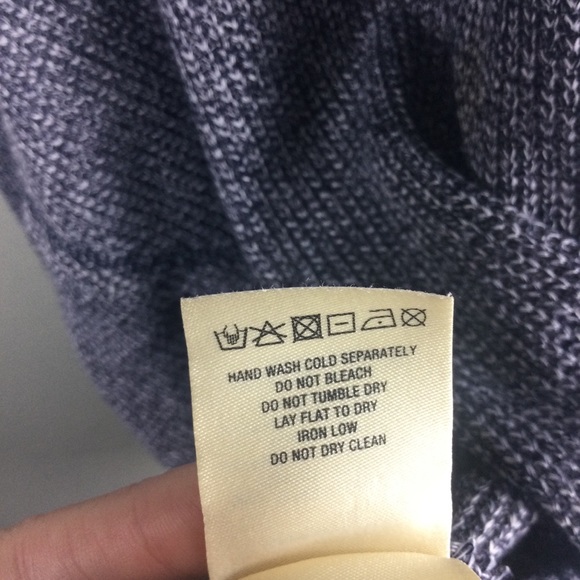 HAND WASH COLD SEPARATELY
DO NOT BLEACH
DO NOT TUMBLE DRY
LAY FLAT TO DRY
IRON LOW
DO NOT DRY CLEAN